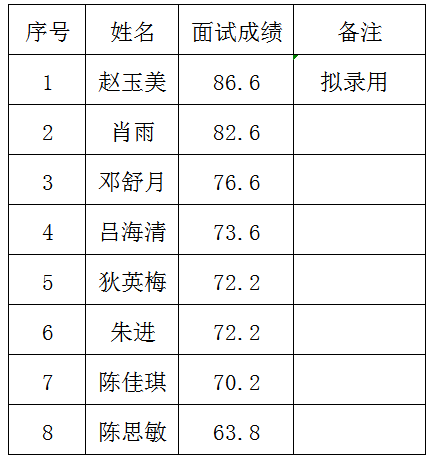 序号 姓名 面试成绩 备注
1 赵玉美 86.6 拟录用
2 肖雨 82.6
3 邓舒月 76.6
4 吕海清 73.6
5 狄英梅 72.2
6 朱进 72.2
7 陈佳琪 70.2
8 陈思敏 63.8